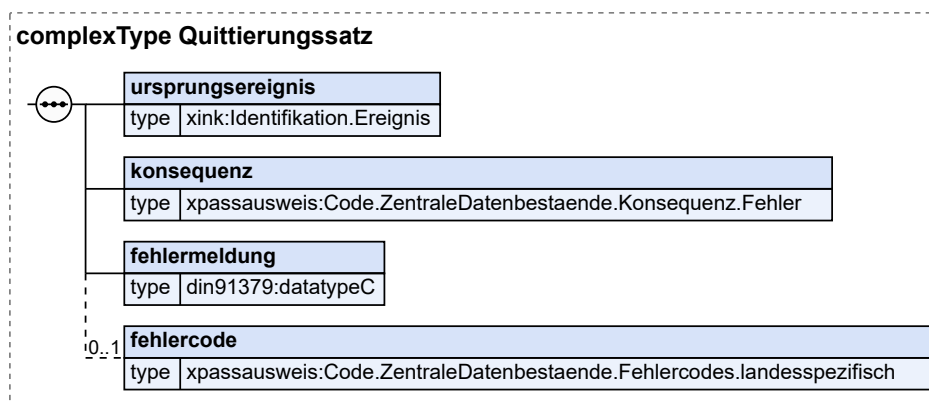 complexType Quittierungssatz
ursprungsereignis
type xink:Identifikation.Ereignis
konsequenz
type xpassausweis:Code.ZentraleDatenbestaende.Konsequenz.Fehler
fehlermeldung
type din91379:datatypeC
0..1 fehlercode
type xpassausweis:Code.ZentraleDatenbestaende.Fehlercodes.landesspezifisch